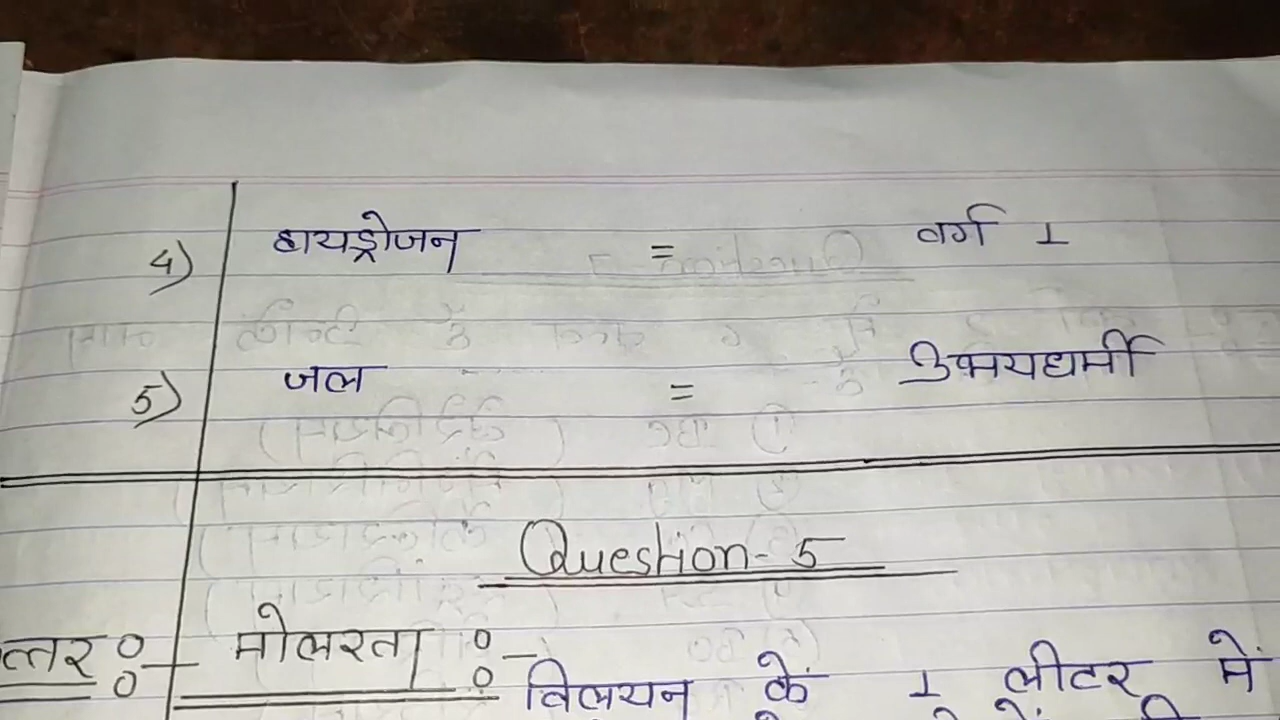 4) हायड्रोजन = वर्ग 1
5) जल = उभयधर्मी
Question- 5
त्तर :- मोलरता :- विलयन के 1 लीटर में